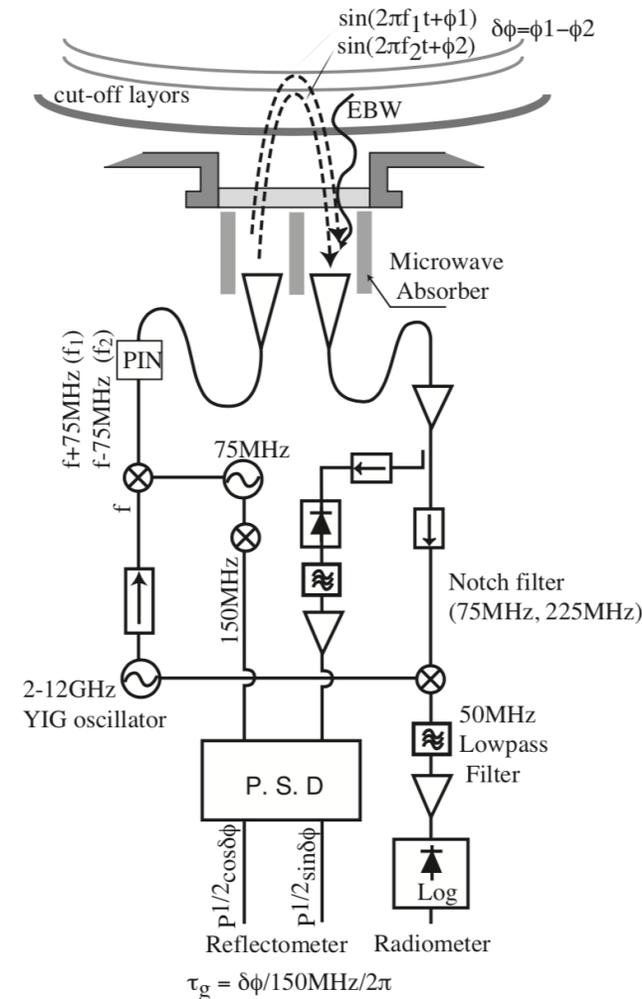 sin(2πf1t+ϕ1)
δϕ=ϕ1−ϕ2
sin(2πf2t+ϕ2)
cut-off layors
EBW
Microwave
Absorber
PIN
f+75MHz (f1)
f-75MHz (f2)
75MHz
f
150MHz
Notch filter
(75MHz, 225MHz)
2-12GHz
YIG oscillator
50MHz
Lowpass
Filter
P. S. D
Log
P1/2cosδϕ
P1/2sinδϕ
Reflectometer
Radiometer
τg = δϕ/150MHz/2π